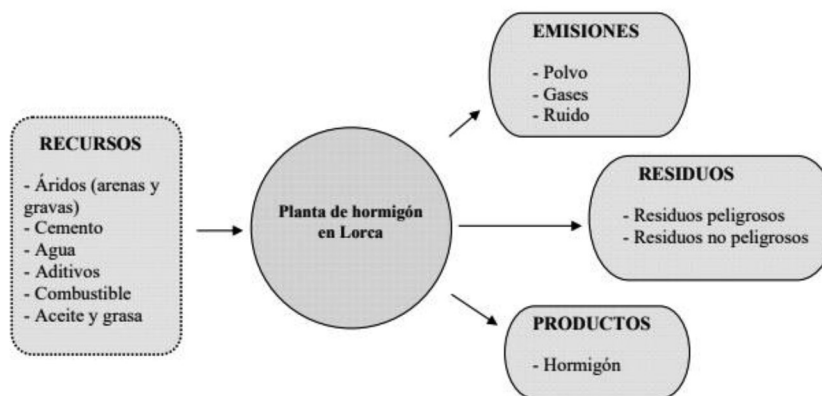 RECURSOS
- Áridos (arenas y
gravas)
- Cemento
- Agua
- Aditivos
- Combustible
- Aceite y grasa
Planta de hormigón
en Lorca
EMISIONES
- Polvo
- Gases
- Ruido
RESIDUOS
- Residuos peligrosos
- Residuos no peligrosos
PRODUCTOS
- Hormigón